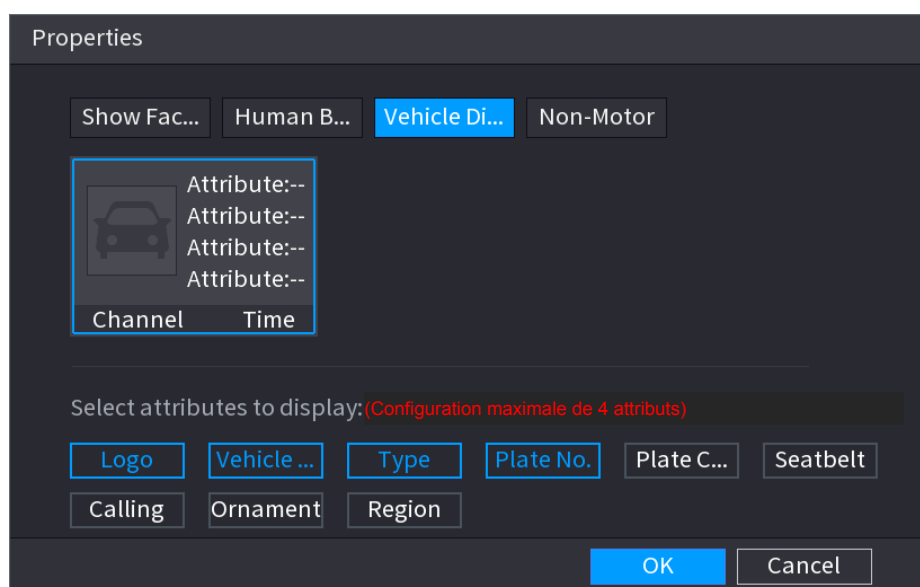 Properties
Show Fac... Human B... Vehicle Di... Non-Motor
Attribute:--
Attribute:--
Attribute:--
Attribute:--
Channel Time
Select attributes to display:(Configuration maximale de 4 attributs)
Logo Vehicle ... Type Plate No. Plate C... Seatbelt
Calling Ornament Region
OK Cancel